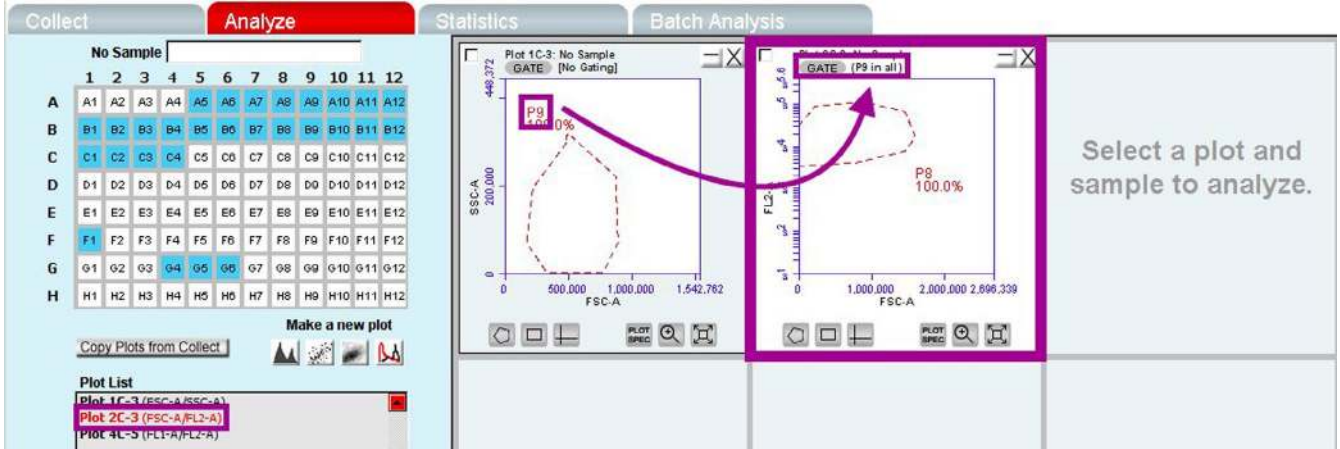 Collect Analyze Statistics Batch Analysis
No Sample
1 2 3 4 5 6 7 8 9 10 11 12
A A1 A2 A3 A4 A5 A6 A7 A8 A9 A10 A11 A12
B B1 B2 B3 B4 B5 B6 B7 B8 B9 B10 B11 B12
C C1 C2 C3 C4 C5 C6 C7 C8 C9 C10 C11 C12
D D1 D2 D3 D4 D5 D6 D7 D8 D9 D10 D11 D12
E E1 E2 E3 E4 E5 E6 E7 E8 E9 E10 E11 E12
F F1 F2 F3 F4 F5 F6 F7 F8 F9 F10 F11 F12
G G1 G2 G3 G4 G5 G6 G7 G8 G9 G10 G11 G12
H H1 H2 H3 H4 H5 H6 H7 H8 H9 H10 H11 H12
Make a new plot
Copy Plots from Collect
Plot List
Plot 1C-3 (FSC-A/SSC-A)
Plot 2C-3 (FSC-A/FL2-A)
Plot 4C-5 (FL1-A/FL2-A)
Plot 1C-3: No Sample
GATE [No Gating]
448,372
P9
100.0%
SSC-A
200,000
0
0 500,000 1,000,000 1,542,762
FSC-A
PLOT
SPEC
No Sample
GATE (P9 in all)
P8
100.0%
FL2-A
0 1,000,000 2,000,000 2,696,339
FSC-A
PLOT
SPEC
Select a plot and
sample to analyze.